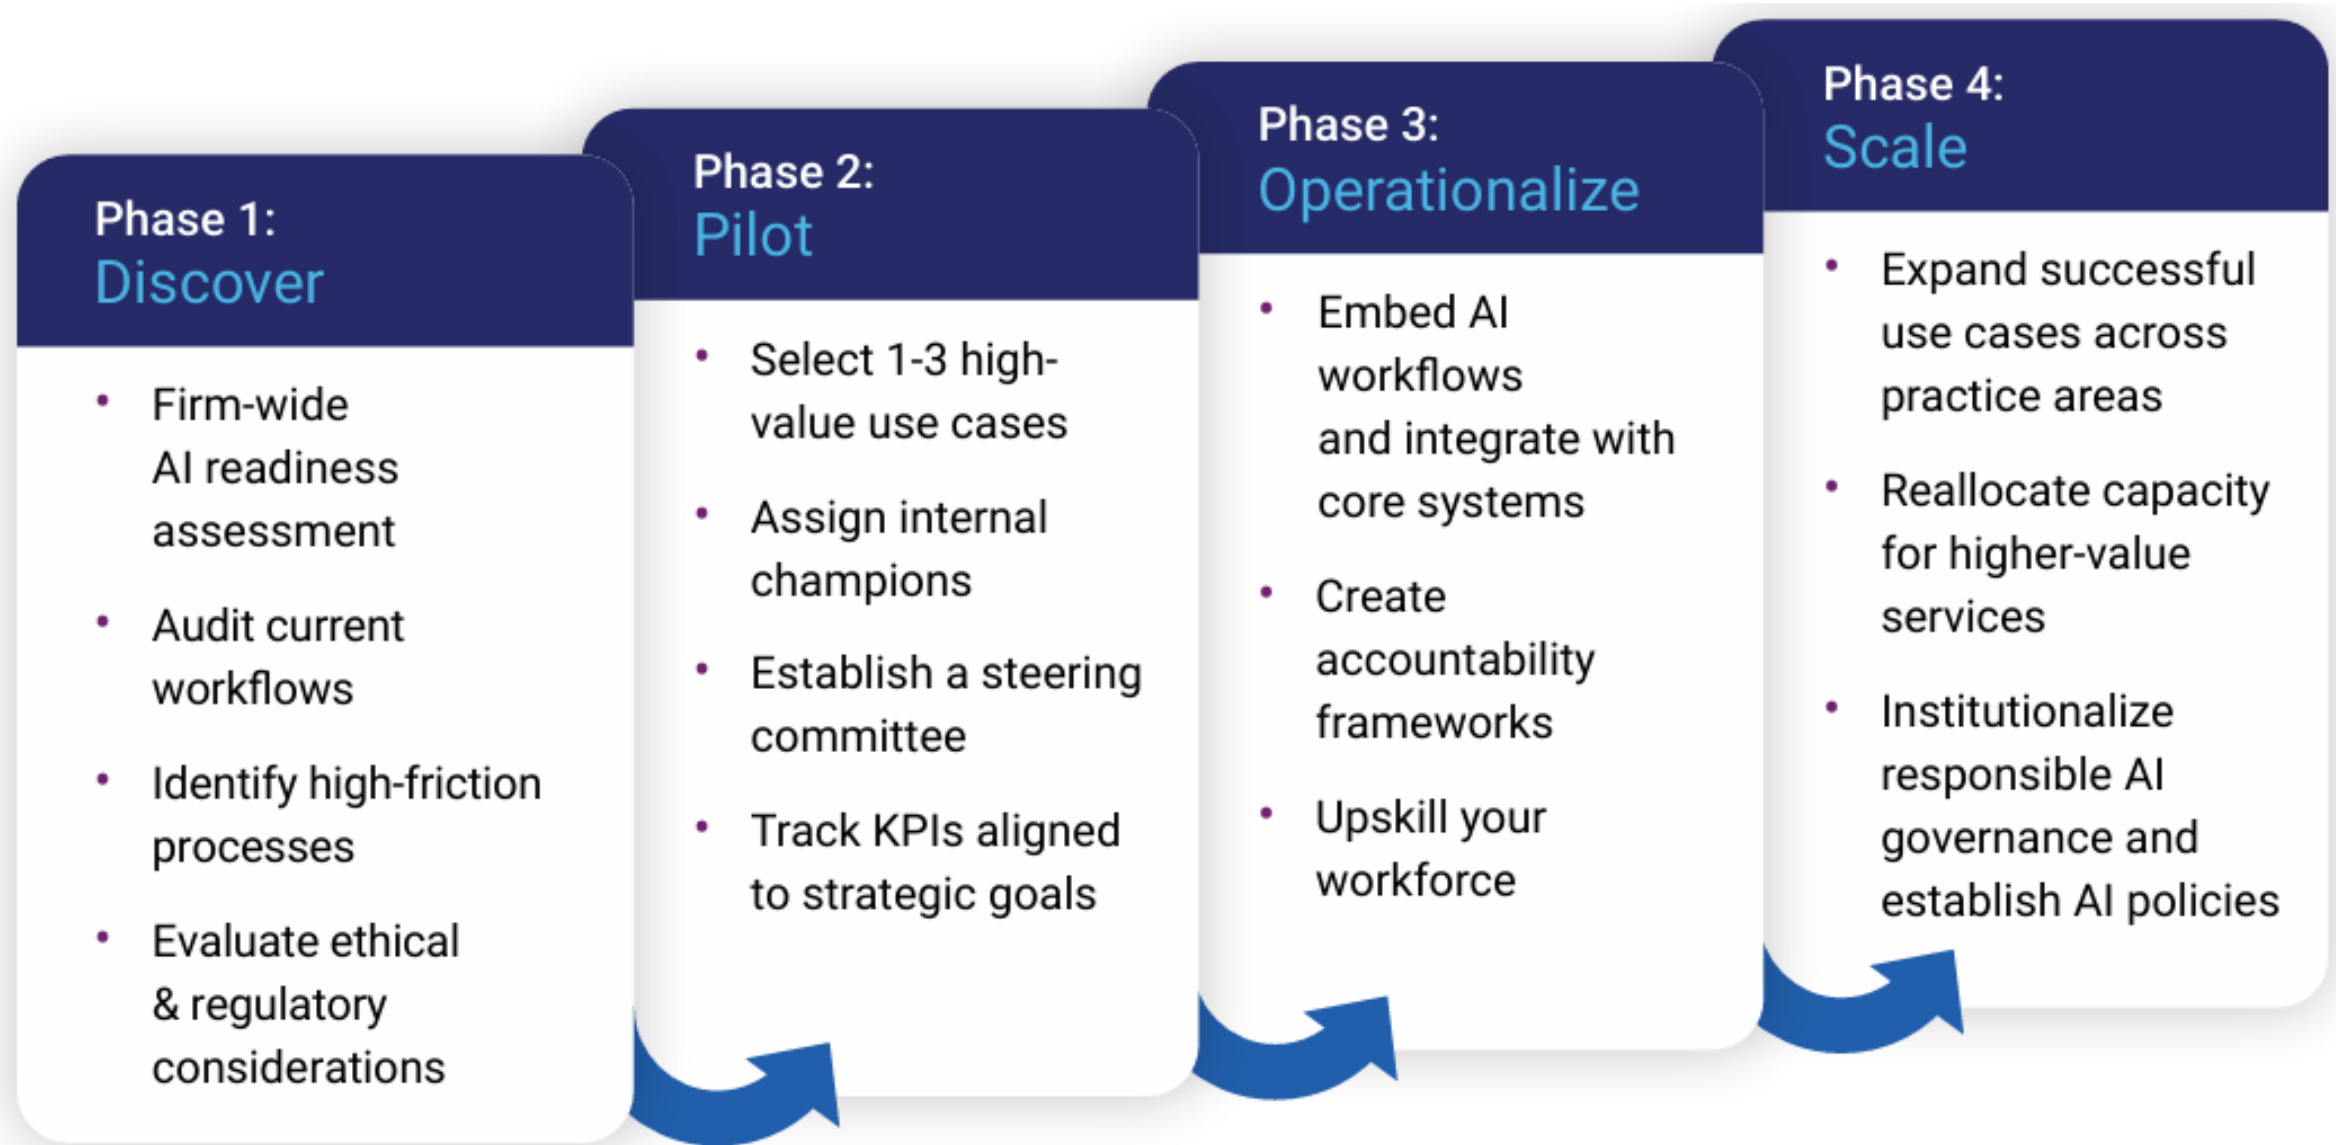 Phase 1:
Discover
• Firm-wide
AI readiness
assessment
• Audit current
workflows
• Identify high-friction
processes
• Evaluate ethical
& regulatory
considerations
Phase 2:
Pilot
• Select 1-3 high-
value use cases
• Assign internal
champions
• Establish a steering
committee
• Track KPIs aligned
to strategic goals
Phase 3:
Operationalize
• Embed AI
workflows
and integrate with
core systems
• Create
accountability
frameworks
• Upskill your
workforce
Phase 4:
Scale
• Expand successful
use cases across
practice areas
• Reallocate capacity
for higher-value
services
• Institutionalize
responsible AI
governance and
establish AI policies